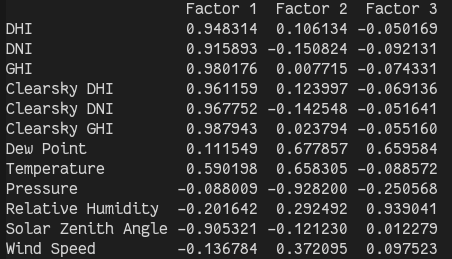 Factor 1 Factor 2 Factor 3
DHI 0.948314 0.106134 -0.050169
DNI 0.915893 -0.150824 -0.092131
GHI 0.980176 0.007715 -0.074331
Clearsky DHI 0.961159 0.123997 -0.069136
Clearsky DNI 0.967752 -0.142548 -0.051641
Clearsky GHI 0.987943 0.023794 -0.055160
Dew Point 0.111549 0.677857 0.659584
Temperature 0.590198 0.658305 -0.088572
Pressure -0.088009 -0.928200 -0.250568
Relative Humidity -0.201642 0.292492 0.939041
Solar Zenith Angle -0.905321 -0.121230 0.012279
Wind Speed -0.136784 0.372095 0.097523